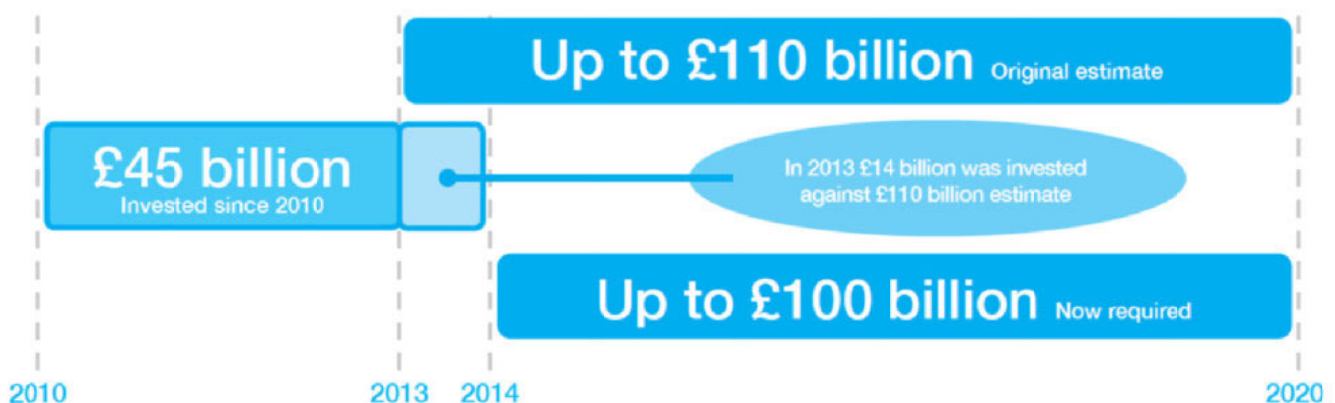 Up to £110 billion Original estimate
£45 billion
Invested since 2010
In 2013 £14 billion was invested
against £110 billion estimate
Up to £100 billion Now required
2010 2013 2014 2020